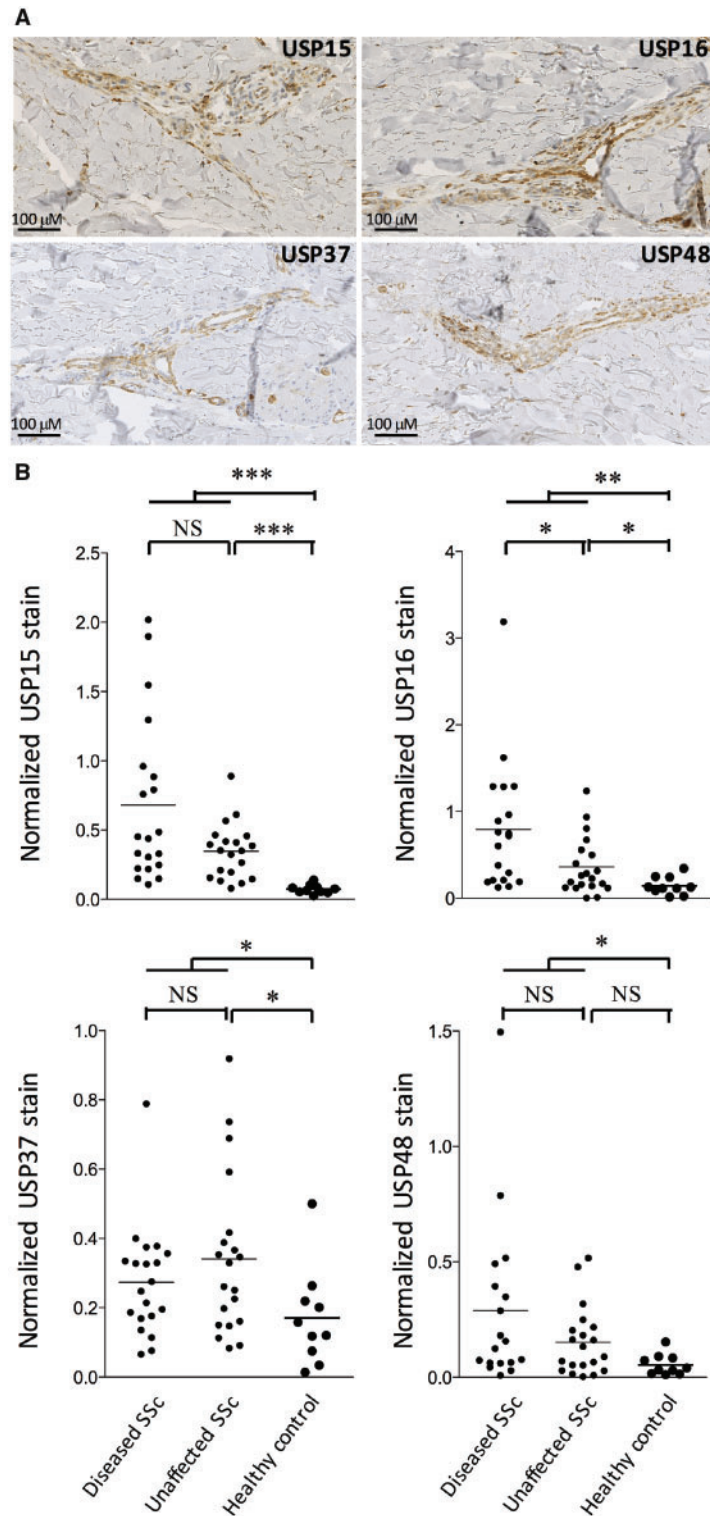 A
USP15
USP16
100 µM
100 µM
USP37
USP48
100 µM
100 µM
B
***
NS
***
2.5
2.0
1.5
1.0
0.5
0.0
Normalized USP15 stain
**
*
*
4
3
2
1
0
Normalized USP16 stain
*
NS
*
1.0
0.8
0.6
0.4
0.2
0.0
Normalized USP37 stain
Diseased SSc
Unaffected SSc
Healthy control
*
NS
NS
1.5
1.0
0.5
0.0
Normalized USP48 stain
Diseased SSc
Unaffected SSc
Healthy control